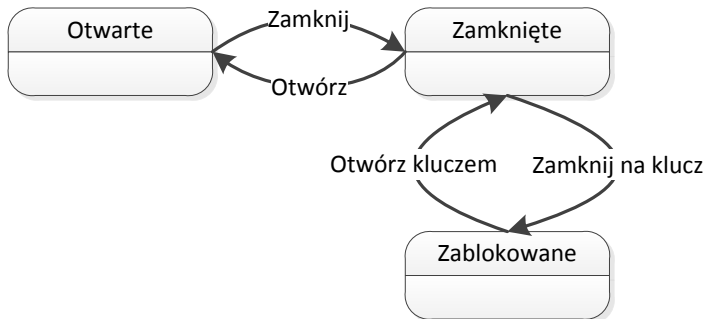 Otwarte
Zamknij
Zamknięte
Otwórz
Otwórz kluczem
Zamknij na klucz
Zablokowane